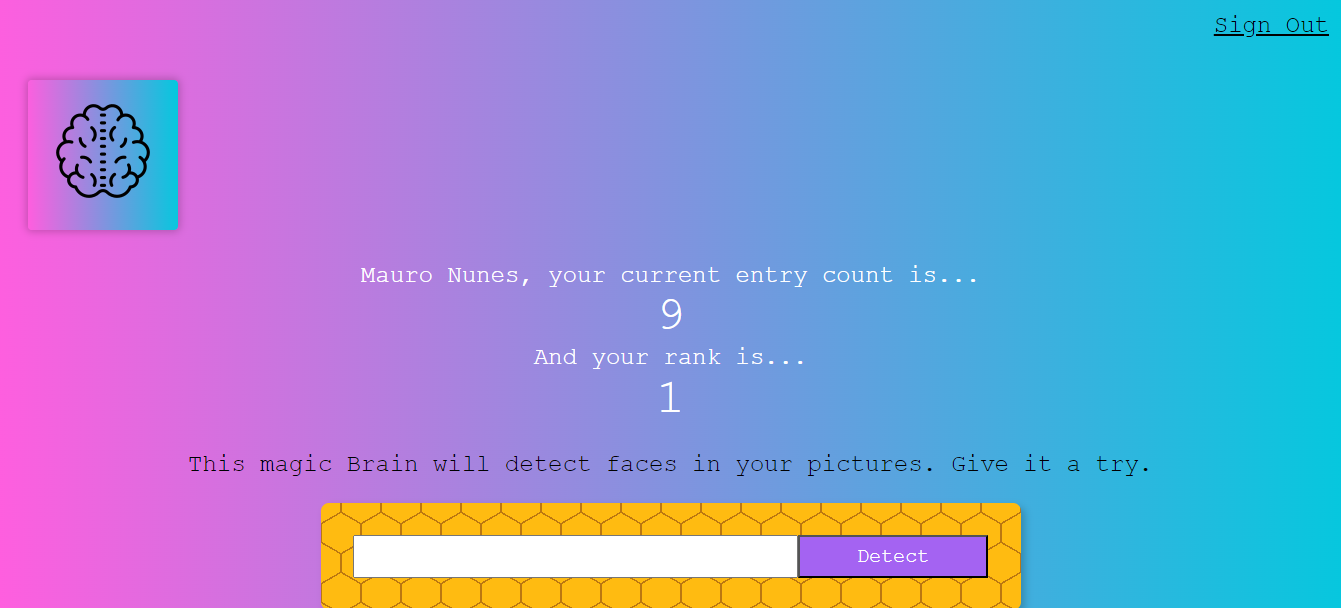 Sign Out
Mauro Nunes, your current entry count is...
9
And your rank is...
1
This magic Brain will detect faces in your pictures. Give it a try.
Detect